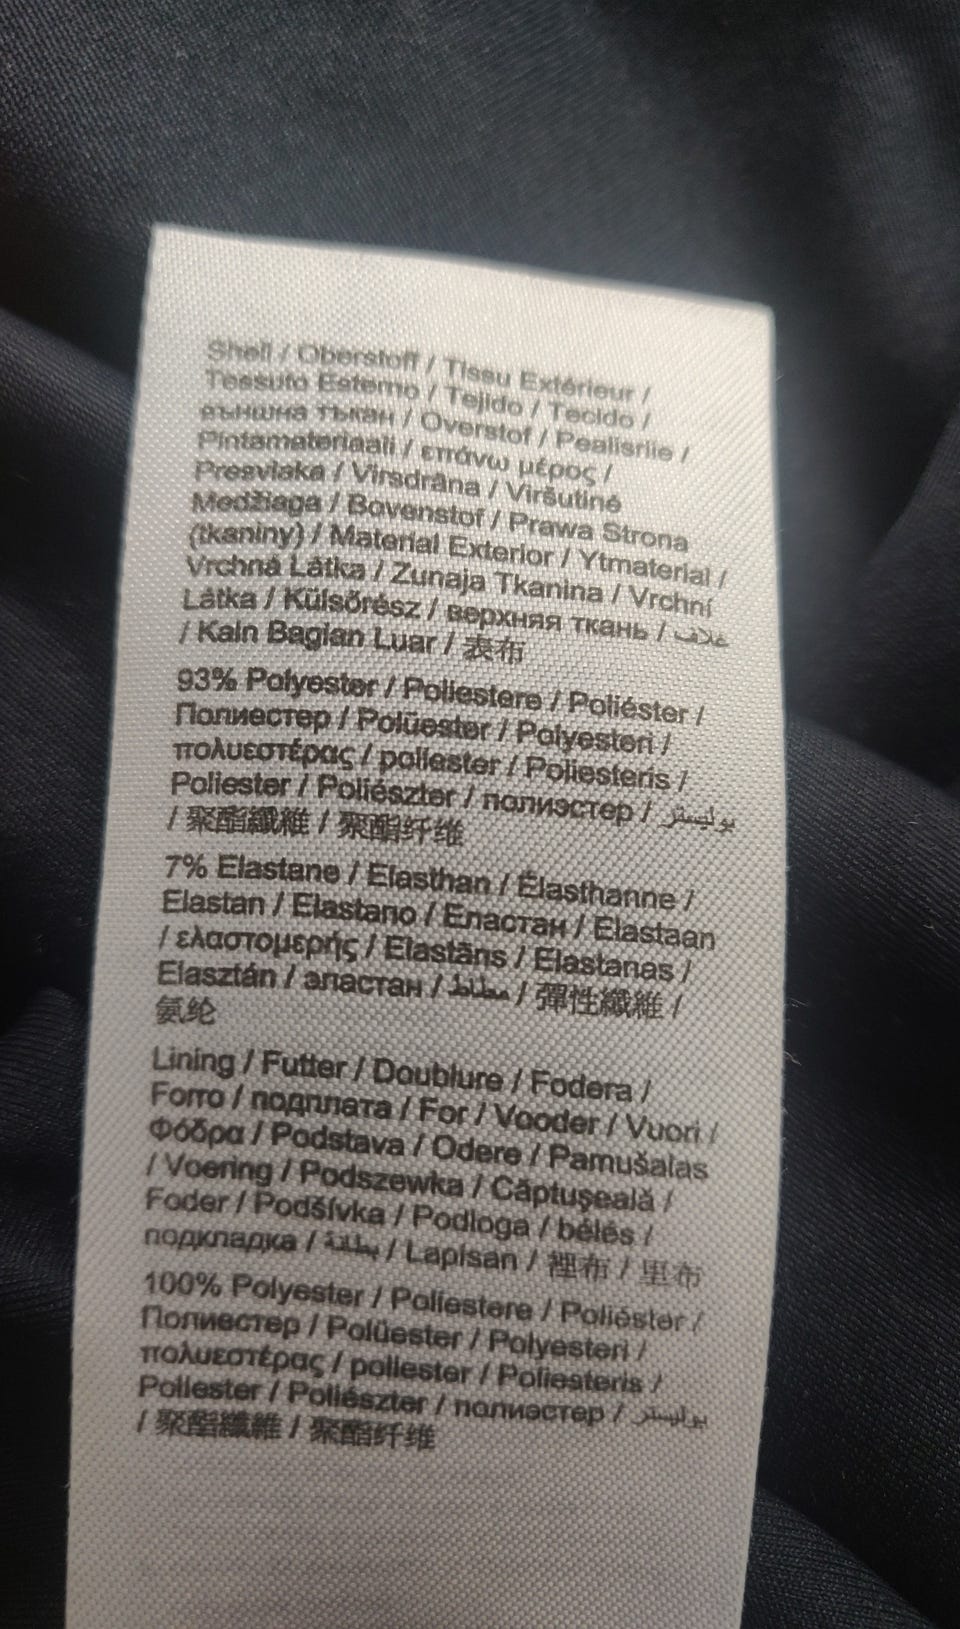 Shell / Oberstoff / Tissu Extérieur /
Tessuto Esterno / Tejido / Tecido /
външна тъкан / Overstof / Pealisriie /
Pintamateriaali / επάνω μέρος /
Presvlaka / Virsdrāna / Viršutinė
Medžiaga / Bovenstof / Prawa Strona
(tkaniny) / Material Exterior / Ytmaterial /
Vrchná Látka / Zunaja Tkanina / Vrchní
Látka / Külsőrész / верхняя ткань / غلاف
/ Kain Bagian Luar / 表布
93% Polyester / Poliestere / Poliéster /
Полиестер / Polüester / Polyesteri /
πολυεστέρας / poliester / Poliesteris /
Poliester / Poliészter / полиэстер / بوليستر
/ 聚酯纖維 / 聚酯纤维
7% Elastane / Elasthan / Élasthanne /
Elastan / Elastano / Еластан / Elastaan
/ ελαστομερής / Elastāns / Elastanas /
Elasztán / эластан / مطاط / 彈性纖維 /
氨纶
Lining / Futter / Doublure / Fodera /
Forro / подплата / For / Vooder / Vuori /
Φόδρα / Podstava / Odere / Pamušalas
/ Voering / Podszewka / Căptuşeală /
Foder / Podšívka / Podloga / bélés /
подкладка / بطانة / Lapisan / 裡布 / 里布
100% Polyester / Poliestere / Poliéster /
Полиестер / Polüester / Polyesteri /
πολυεστέρας / poliester / Poliesteris /
Poliester / Poliészter / полиэстер / بوليستر
/ 聚酯纖維 / 聚酯纤维